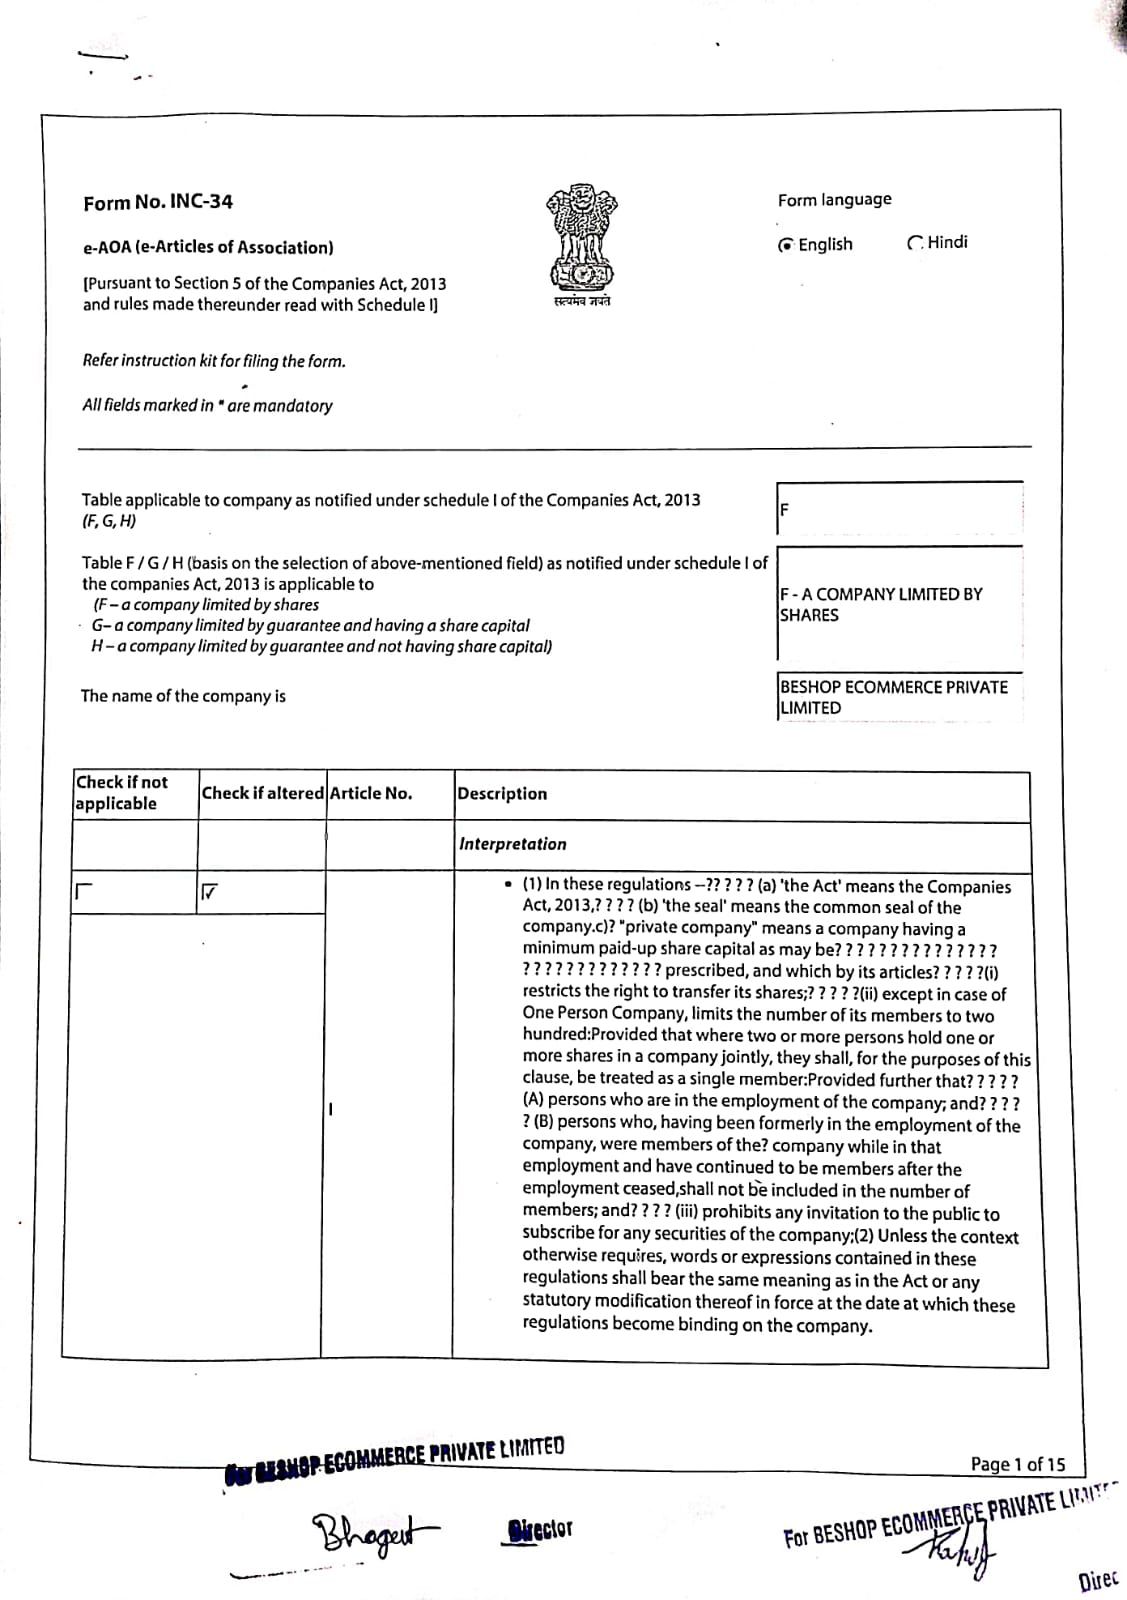 Form No. INC-34
e-AOA (e-Articles of Association)
[Pursuant to Section 5 of the Companies Act, 2013
and rules made thereunder read with Schedule I]
सत्यमेव जयते
Form language
English
Hindi
Refer instruction kit for filing the form.
All fields marked in * are mandatory
Table applicable to company as notified under schedule I of the Companies Act, 2013
(F, G, H)
F
Table F / G / H (basis on the selection of above-mentioned field) as notified under schedule I of
the companies Act, 2013 is applicable to
(F – a company limited by shares
G– a company limited by guarantee and having a share capital
H – a company limited by guarantee and not having share capital)
F - A COMPANY LIMITED BY
SHARES
The name of the company is
BESHOP ECOMMERCE PRIVATE
LIMITED
Check if not
applicable
Check if altered
Article No.
Description
Interpretation
I
• (1) In these regulations --?? ? ? ? (a) 'the Act' means the Companies
Act, 2013,? ? ? ? (b) 'the seal' means the common seal of the
company.c)? "private company" means a company having a
minimum paid-up share capital as may be? ? ? ? ? ? ? ? ? ? ? ? ? ? ?
? ? ? ? ? ? ? ? ? ? ? ? ? prescribed, and which by its articles? ? ? ? ?(i)
restricts the right to transfer its shares;? ? ? ? ?(ii) except in case of
One Person Company, limits the number of its members to two
hundred:Provided that where two or more persons hold one or
more shares in a company jointly, they shall, for the purposes of this
clause, be treated as a single member:Provided further that? ? ? ? ?
(A) persons who are in the employment of the company; and? ? ? ?
? (B) persons who, having been formerly in the employment of the
company, were members of the? company while in that
employment and have continued to be members after the
employment ceased,shall not be included in the number of
members; and? ? ? ? (iii) prohibits any invitation to the public to
subscribe for any securities of the company;(2) Unless the context
otherwise requires, words or expressions contained in these
regulations shall bear the same meaning as in the Act or any
statutory modification thereof in force at the date at which these
regulations become binding on the company.
For BESHOP ECOMMERCE PRIVATE LIMITED
Page 1 of 15
Director
For BESHOP ECOMMERCE PRIVATE LIMITE
Direc